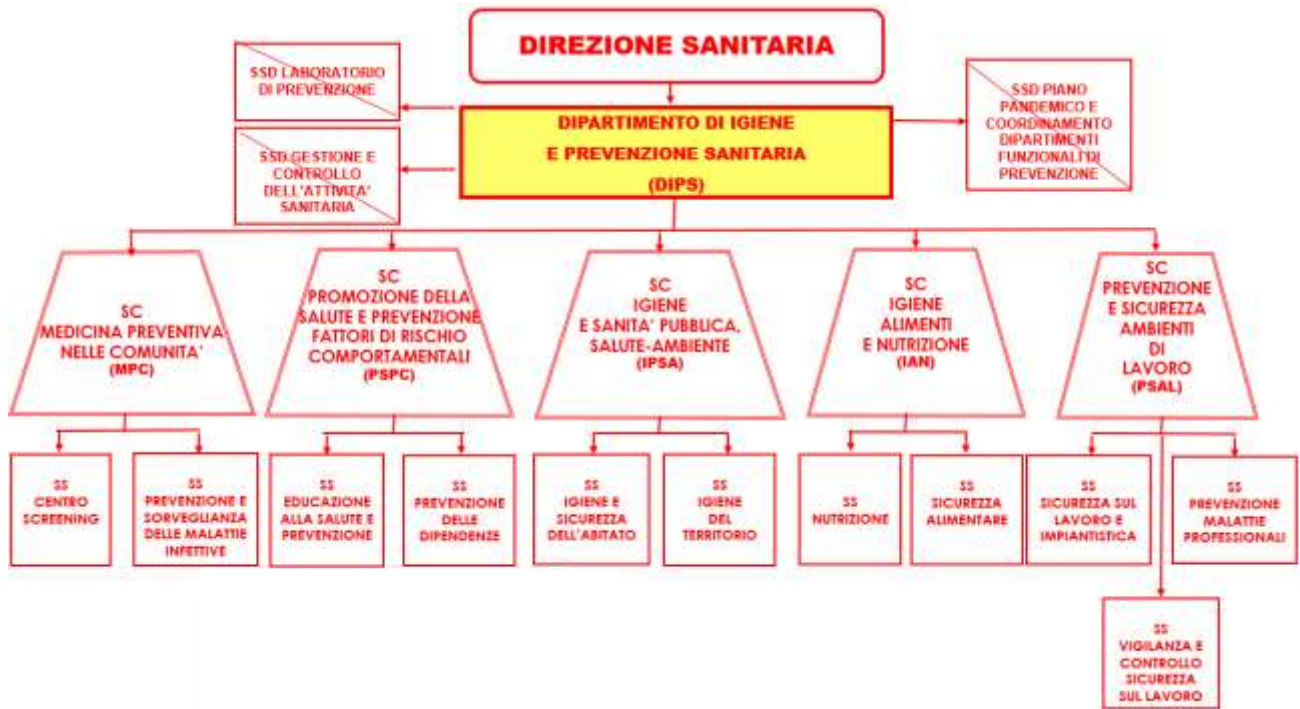 DIREZIONE SANITARIA
SSD LABORATORIO
DI PREVENZIONE
SSD GESTIONE E
CONTROLLO
DELL'ATTIVITA'
SANITARIA
DIPARTIMENTO DI IGIENE
E PREVENZIONE SANITARIA
(DIPS)
SSD PIANO
PANDEMICO E
COORDINAMENTO
DIPARTIMENTI
FUNZIONALI DI
PREVENZIONE
SC
MEDICINA PREVENTIVA
NELLE COMUNITA'
(MPC)
SC
PROMOZIONE DELLA
SALUTE E PREVENZIONE
FATTORI DI RISCHIO
COMPORTAMENTALI
(PSPC)
SC
IGIENE
E SANITA' PUBBLICA,
SALUTE-AMBIENTE
(IPSA)
SC
IGIENE
ALIMENTI
E NUTRIZIONE
(IAN)
SC
PREVENZIONE
E SICUREZZA
AMBIENTI
DI
LAVORO
(PSAL)
SS
CENTRO
SCREENING
SS
PREVENZIONE E
SORVEGLIANZA
DELLE MALATTIE
INFETTIVE
SS
EDUCAZIONE
ALLA SALUTE E
PREVENZIONE
SS
PREVENZIONE
DELLE
DIPENDENZE
SS
IGIENE E
SICUREZZA
DELL'ABITATO
SS
IGIENE
DEL
TERRITORIO
SS
NUTRIZIONE
SS
SICUREZZA
ALIMENTARE
SS
SICUREZZA SUL
LAVORO E
IMPIANTISTICA
SS
PREVENZIONE
MALATTIE
PROFESSIONALI
SS
VIGILANZA E
CONTROLLO
SICUREZZA
SUL LAVORO